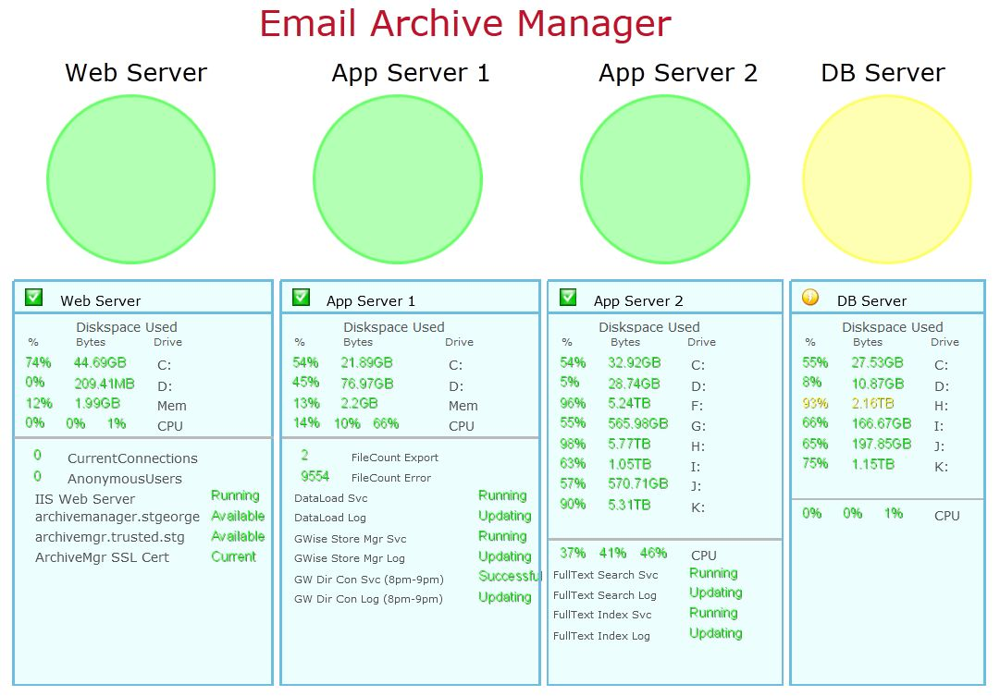 Email Archive Manager
Web Server
App Server 1
App Server 2
DB Server
Web Server
Diskspace Used
% Bytes Drive
74% 44.69GB C:
0% 209.41MB D:
12% 1.99GB Mem
0% 0% 1% CPU
0 CurrentConnections
0 AnonymousUsers
IIS Web Server Running
archivemanager.stgeorge Available
archivemgr.trusted.stg Available
ArchiveMgr SSL Cert Current
App Server 1
Diskspace Used
% Bytes Drive
54% 21.89GB C:
45% 76.97GB D:
13% 2.2GB Mem
14% 10% 66% CPU
2 FileCount Export
9554 FileCount Error
DataLoad Svc Running
DataLoad Log Updating
GWise Store Mgr Svc Running
GWise Store Mgr Log Updating
GW Dir Con Svc (8pm-9pm) Successful
GW Dir Con Log (8pm-9pm) Updating
App Server 2
Diskspace Used
% Bytes Drive
54% 32.92GB C:
5% 28.74GB D:
96% 5.24TB F:
55% 565.98GB G:
98% 5.77TB H:
63% 1.05TB I:
57% 570.71GB J:
90% 5.31TB K:
37% 41% 46% CPU
FullText Search Svc Running
FullText Search Log Updating
FullText Index Svc Running
FullText Index Log Updating
DB Server
Diskspace Used
% Bytes Drive
55% 27.53GB C:
8% 10.87GB D:
93% 2.16TB H:
66% 166.67GB I:
65% 197.85GB J:
75% 1.15TB K:
0% 0% 1% CPU